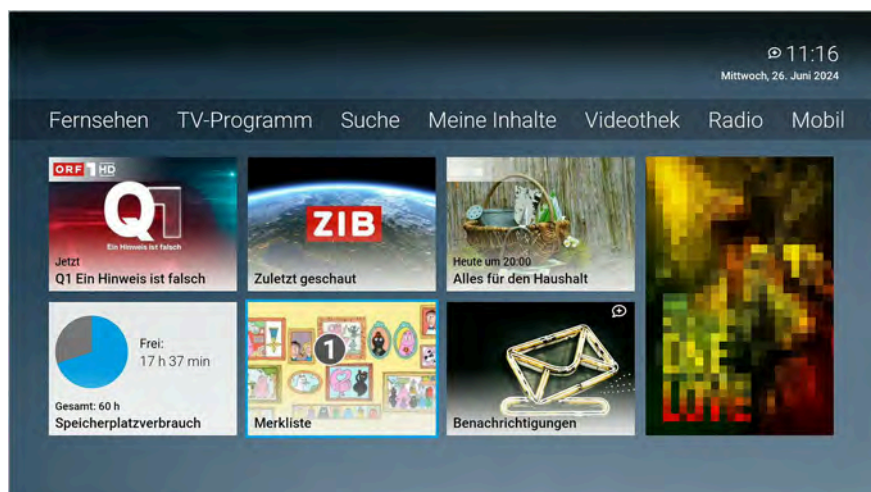 11:16
Mittwoch, 26. Juni 2024
Fernsehen TV-Programm Suche Meine Inhalte Videothek Radio Mobil
ORF 1 HD
Q1
Ein Hinweis ist falsch
Jetzt
Q1 Ein Hinweis ist falsch
ZIB
Zuletzt geschaut
Heute um 20:00
Alles für den Haushalt
Frei:
17 h 37 min
Gesamt: 60 h
Speicherplatzverbrauch
1
Merkliste
Benachrichtigungen